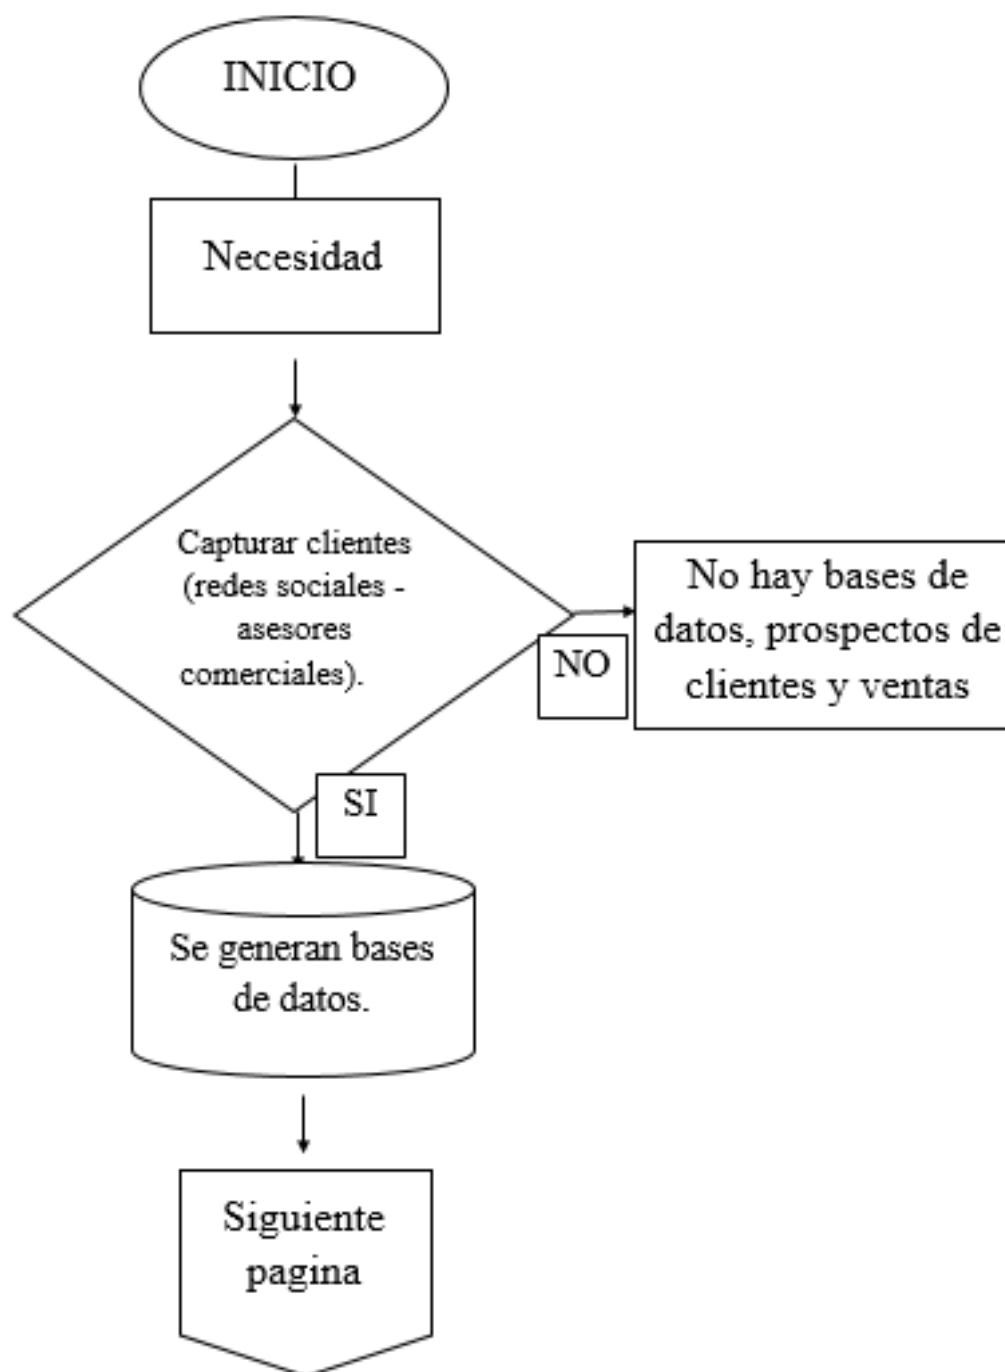 INICIO
Necesidad
Capturar clientes
(redes sociales -
asesores
comerciales).
No hay bases de
datos, prospectos de
clientes y ventas
NO
SI
Se generan bases
de datos.
Siguiente
pagina